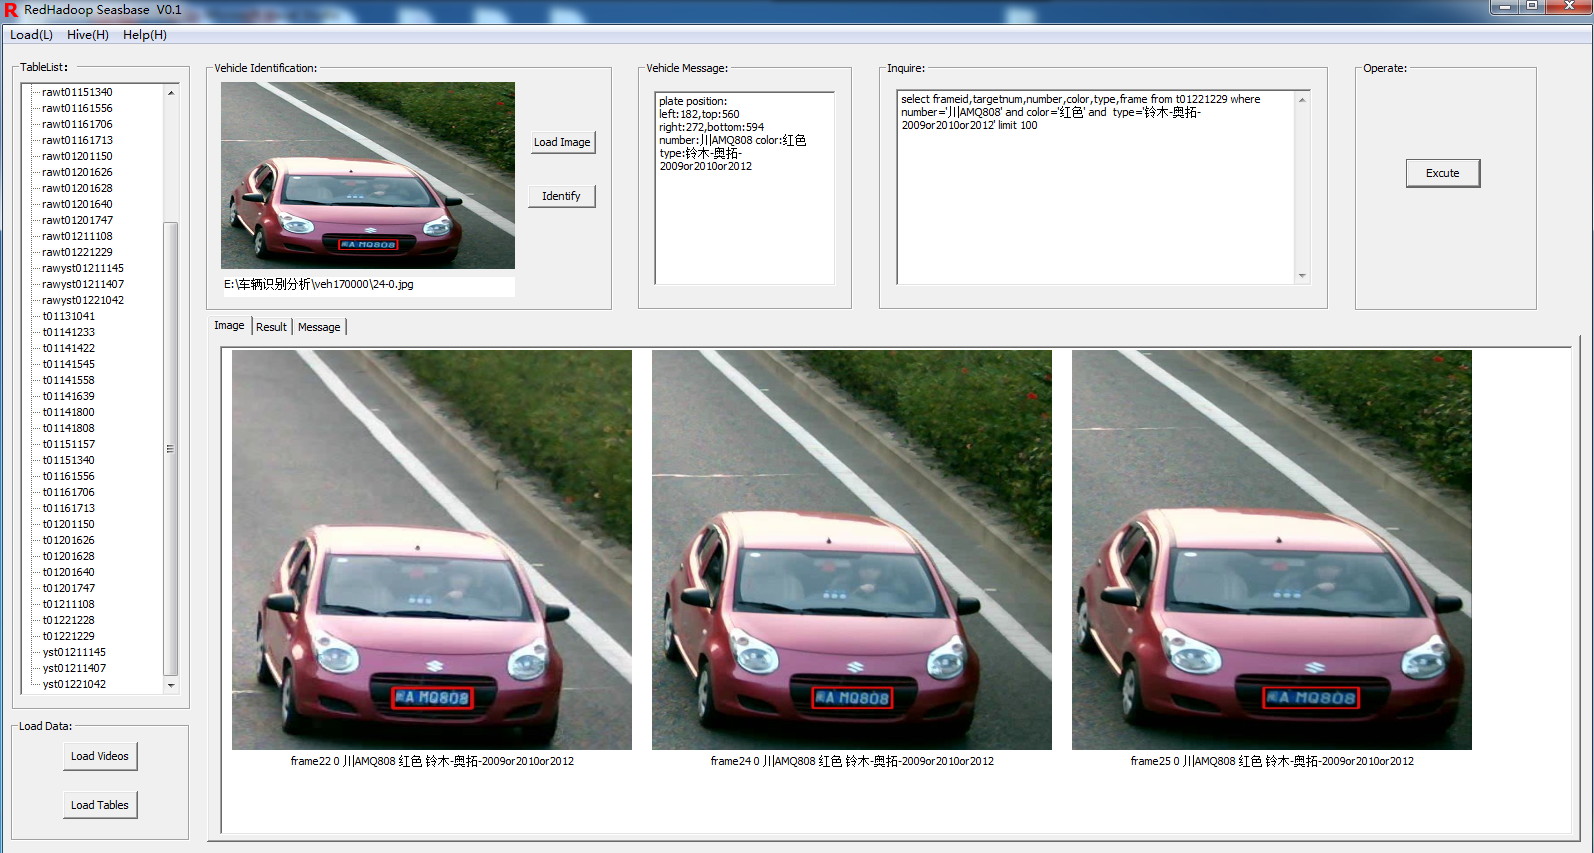 RedHadoop Seasbase V0.1
Load(L) Hive(H) Help(H)
TableList:
rawt01151340
rawt01161556
rawt01161706
rawt01161713
rawt01201150
rawt01201626
rawt01201628
rawt01201640
rawt01201747
rawt01211108
rawt01221229
rawyst01211145
rawyst01211407
rawyst01221042
t01131041
t01141233
t01141422
t01141545
t01141558
t01141639
t01141800
t01141808
t01151157
t01151340
t01161556
t01161706
t01161713
t01201150
t01201626
t01201628
t01201640
t01201747
t01211108
t01221228
t01221229
yst01211145
yst01211407
yst01221042
Load Data:
Load Videos
Load Tables
Vehicle Identification:
A MQ808
Load Image
Identify
E:\车辆识别分析\veh170000\24-0.jpg
Vehicle Message:
plate position:
left:182,top:560
right:272,bottom:594
number:川AMQ808 color:红色
type:铃木-奥拓-
2009or2010or2012
Inquire:
select frameid,targetnum,number,color,type,frame from t01221229 where
number='川AMQ808' and color='红色' and type='铃木-奥拓-
2009or2010or2012' limit 100
Operate:
Excute
Image Result Message
A MQ808
A MQ808
A MQ808
frame22 0 川AMQ808 红色 铃木-奥拓-2009or2010or2012
frame24 0 川AMQ808 红色 铃木-奥拓-2009or2010or2012
frame25 0 川AMQ808 红色 铃木-奥拓-2009or2010or2012